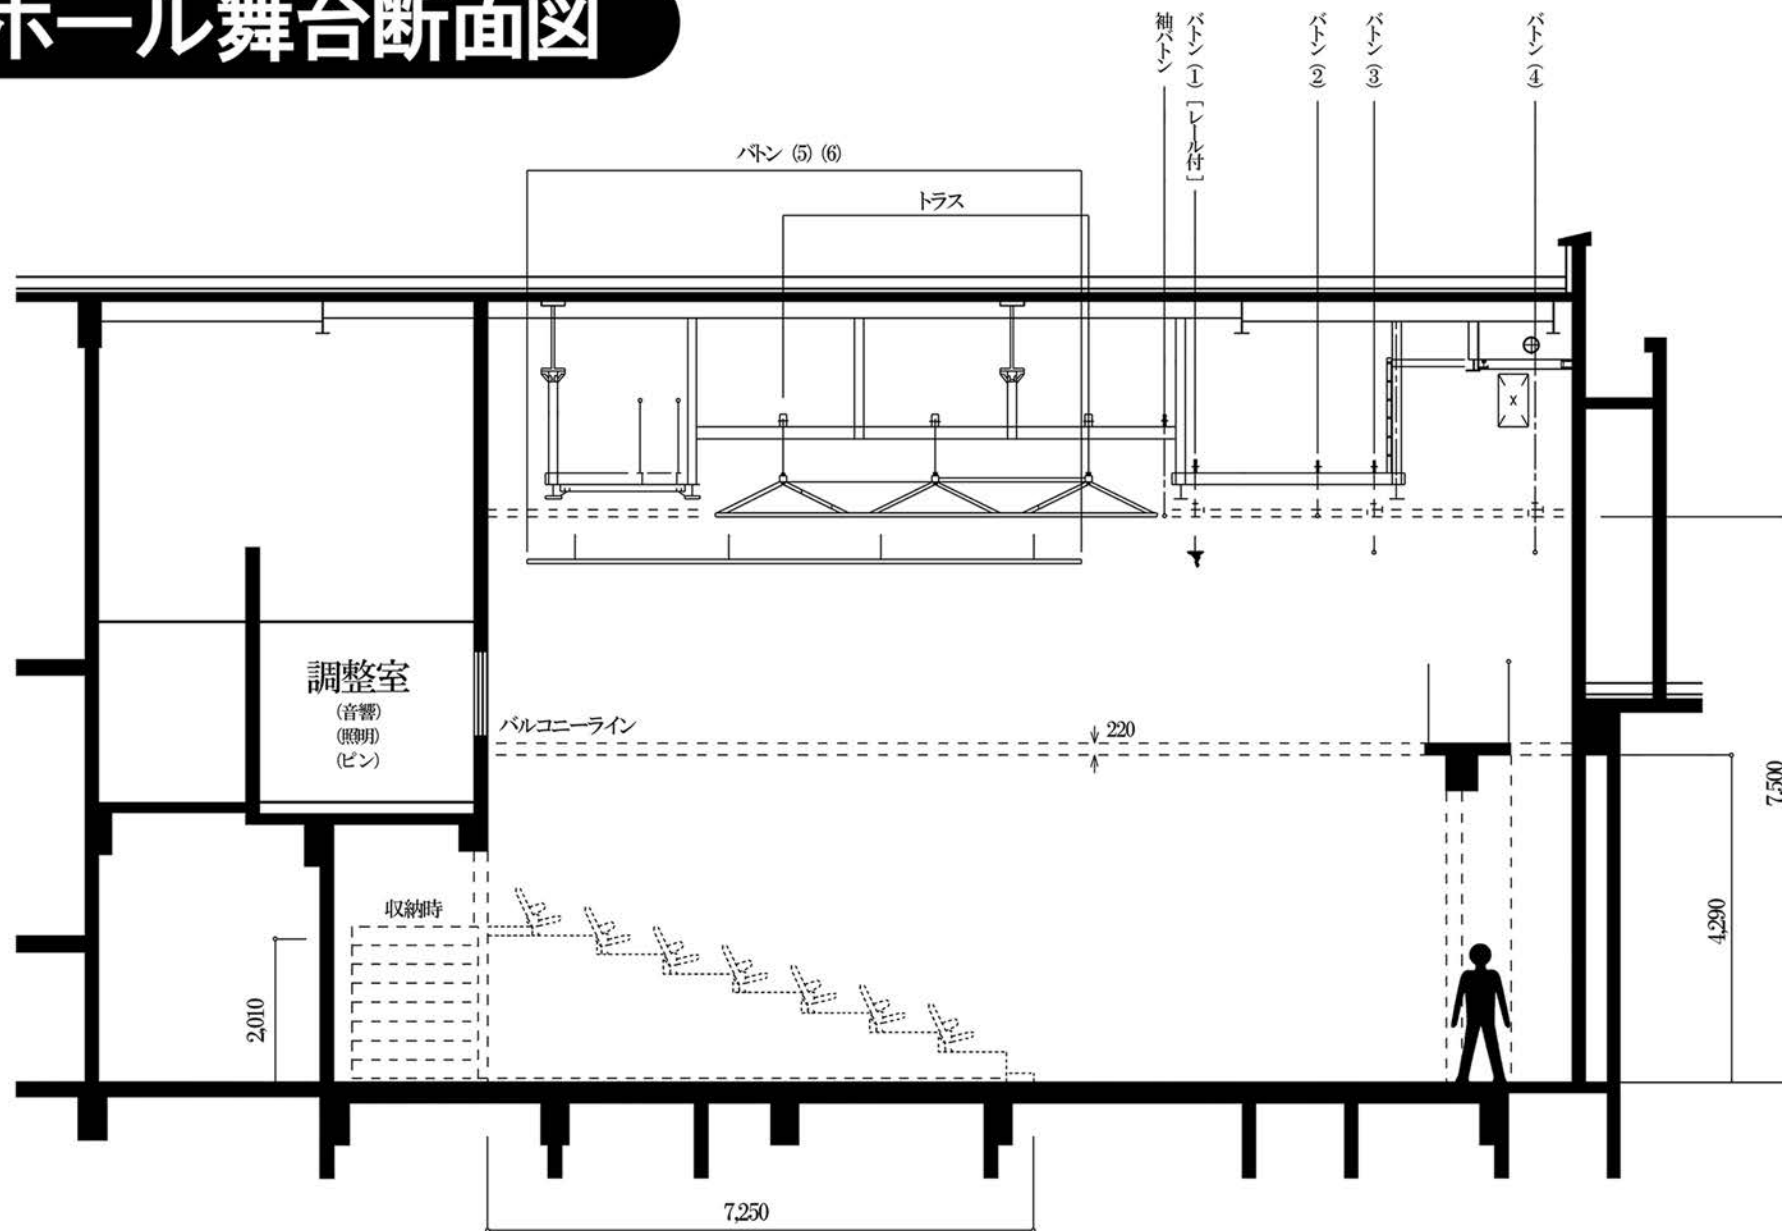 ホール舞台断面図
袖バトン
バトン (1) [レール付]
バトン (2)
バトン (3)
バトン (4)
バトン (5) (6)
トラス
調整室
(音響)
(照明)
(ピン)
バルコニーライン
220
7,500
4,290
収納時
2,010
7,250
x